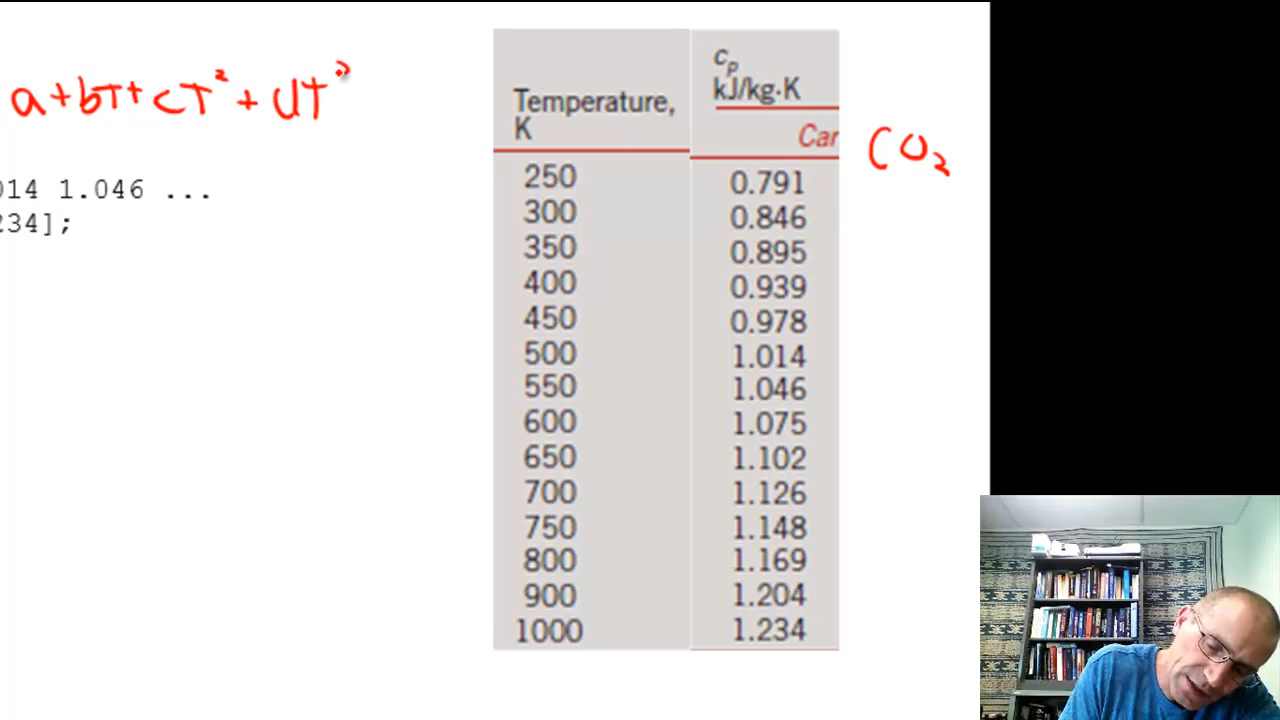 a+bT+cT²+dT³
014 1.046 ...
234];
Temperature,
K
cp
kJ/kg·K
Car
CO₂
250 0.791
300 0.846
350 0.895
400 0.939
450 0.978
500 1.014
550 1.046
600 1.075
650 1.102
700 1.126
750 1.148
800 1.169
900 1.204
1000 1.234